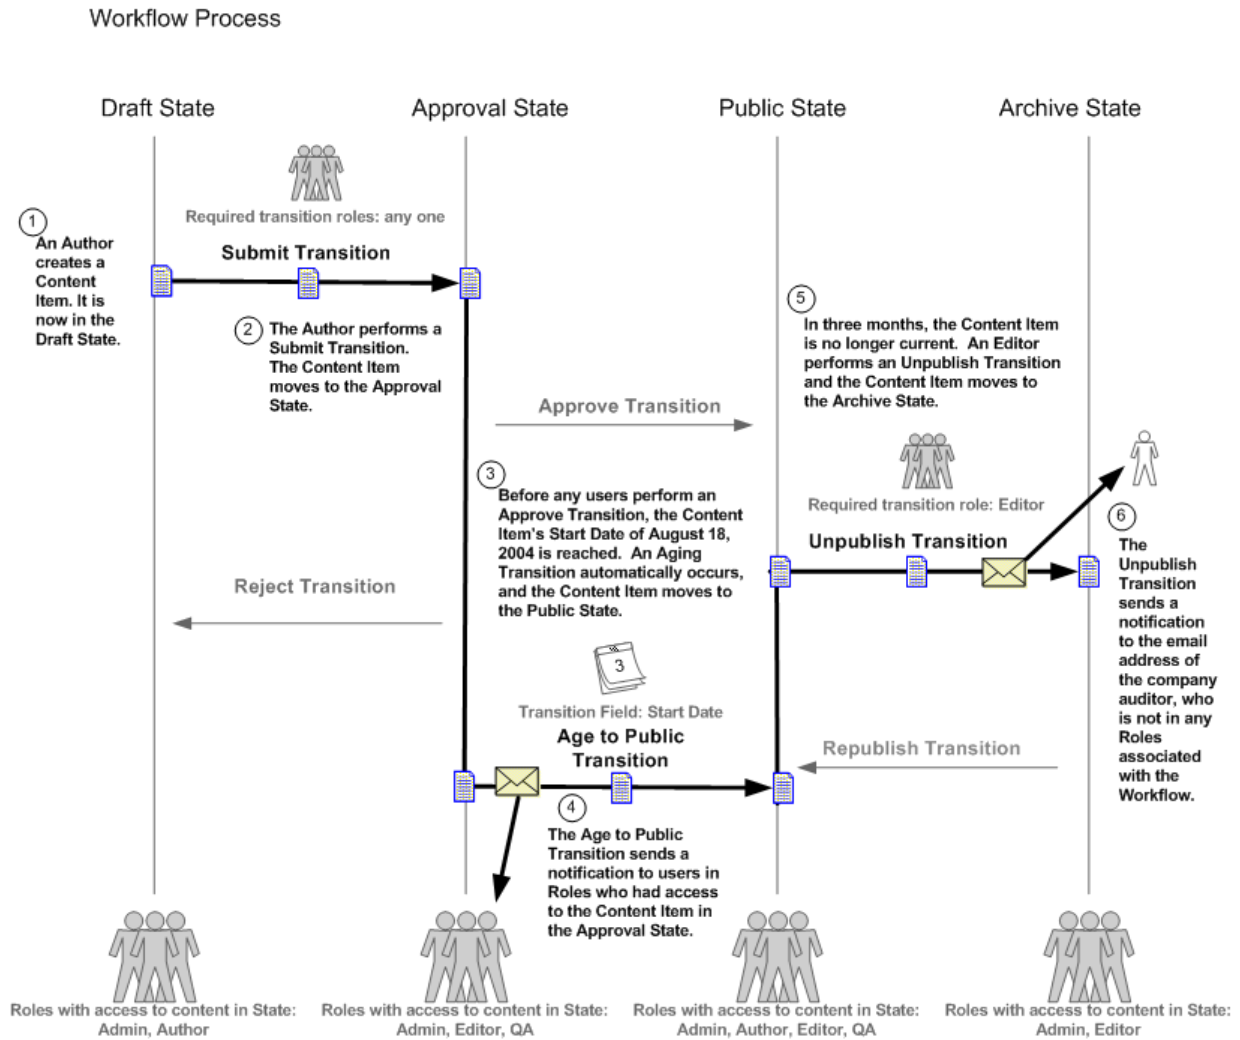 Workflow Process
Draft State
Approval State
Public State
Archive State
Required transition roles: any one
Submit Transition
1
An Author
creates a
Content
Item. It is
now in the
Draft State.
2
The Author performs a
Submit Transition.
The Content Item
moves to the Approval
State.
Approve Transition
3
Before any users perform an
Approve Transition, the Content
Item's Start Date of August 18,
2004 is reached. An Aging
Transition automatically occurs,
and the Content Item moves to
the Public State.
Reject Transition
3
Transition Field: Start Date
Age to Public
Transition
4
The Age to Public
Transition sends a
notification to users in
Roles who had access
to the Content Item in
the Approval State.
5
In three months, the Content Item
is no longer current. An Editor
performs an Unpublish Transition
and the Content Item moves to
the Archive State.
Required transition role: Editor
Unpublish Transition
6
The
Unpublish
Transition
sends a
notification
to the email
address of
the company
auditor, who
is not in any
Roles
associated
with the
Workflow.
Republish Transition
Roles with access to content in State:
Admin, Author
Roles with access to content in State:
Admin, Editor, QA
Roles with access to content in State:
Admin, Author, Editor, QA
Roles with access to content in State:
Admin, Editor